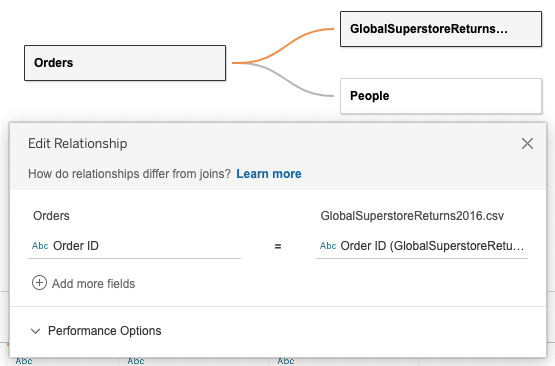 GlobalSuperstoreReturns...
Orders
People
Edit Relationship
How do relationships differ from joins? Learn more
Orders
GlobalSuperstoreReturns2016.csv
Abc Order ID = Abc Order ID (GlobalSuperstoreRetu...
Add more fields
Performance Options
Abc Abc Abc